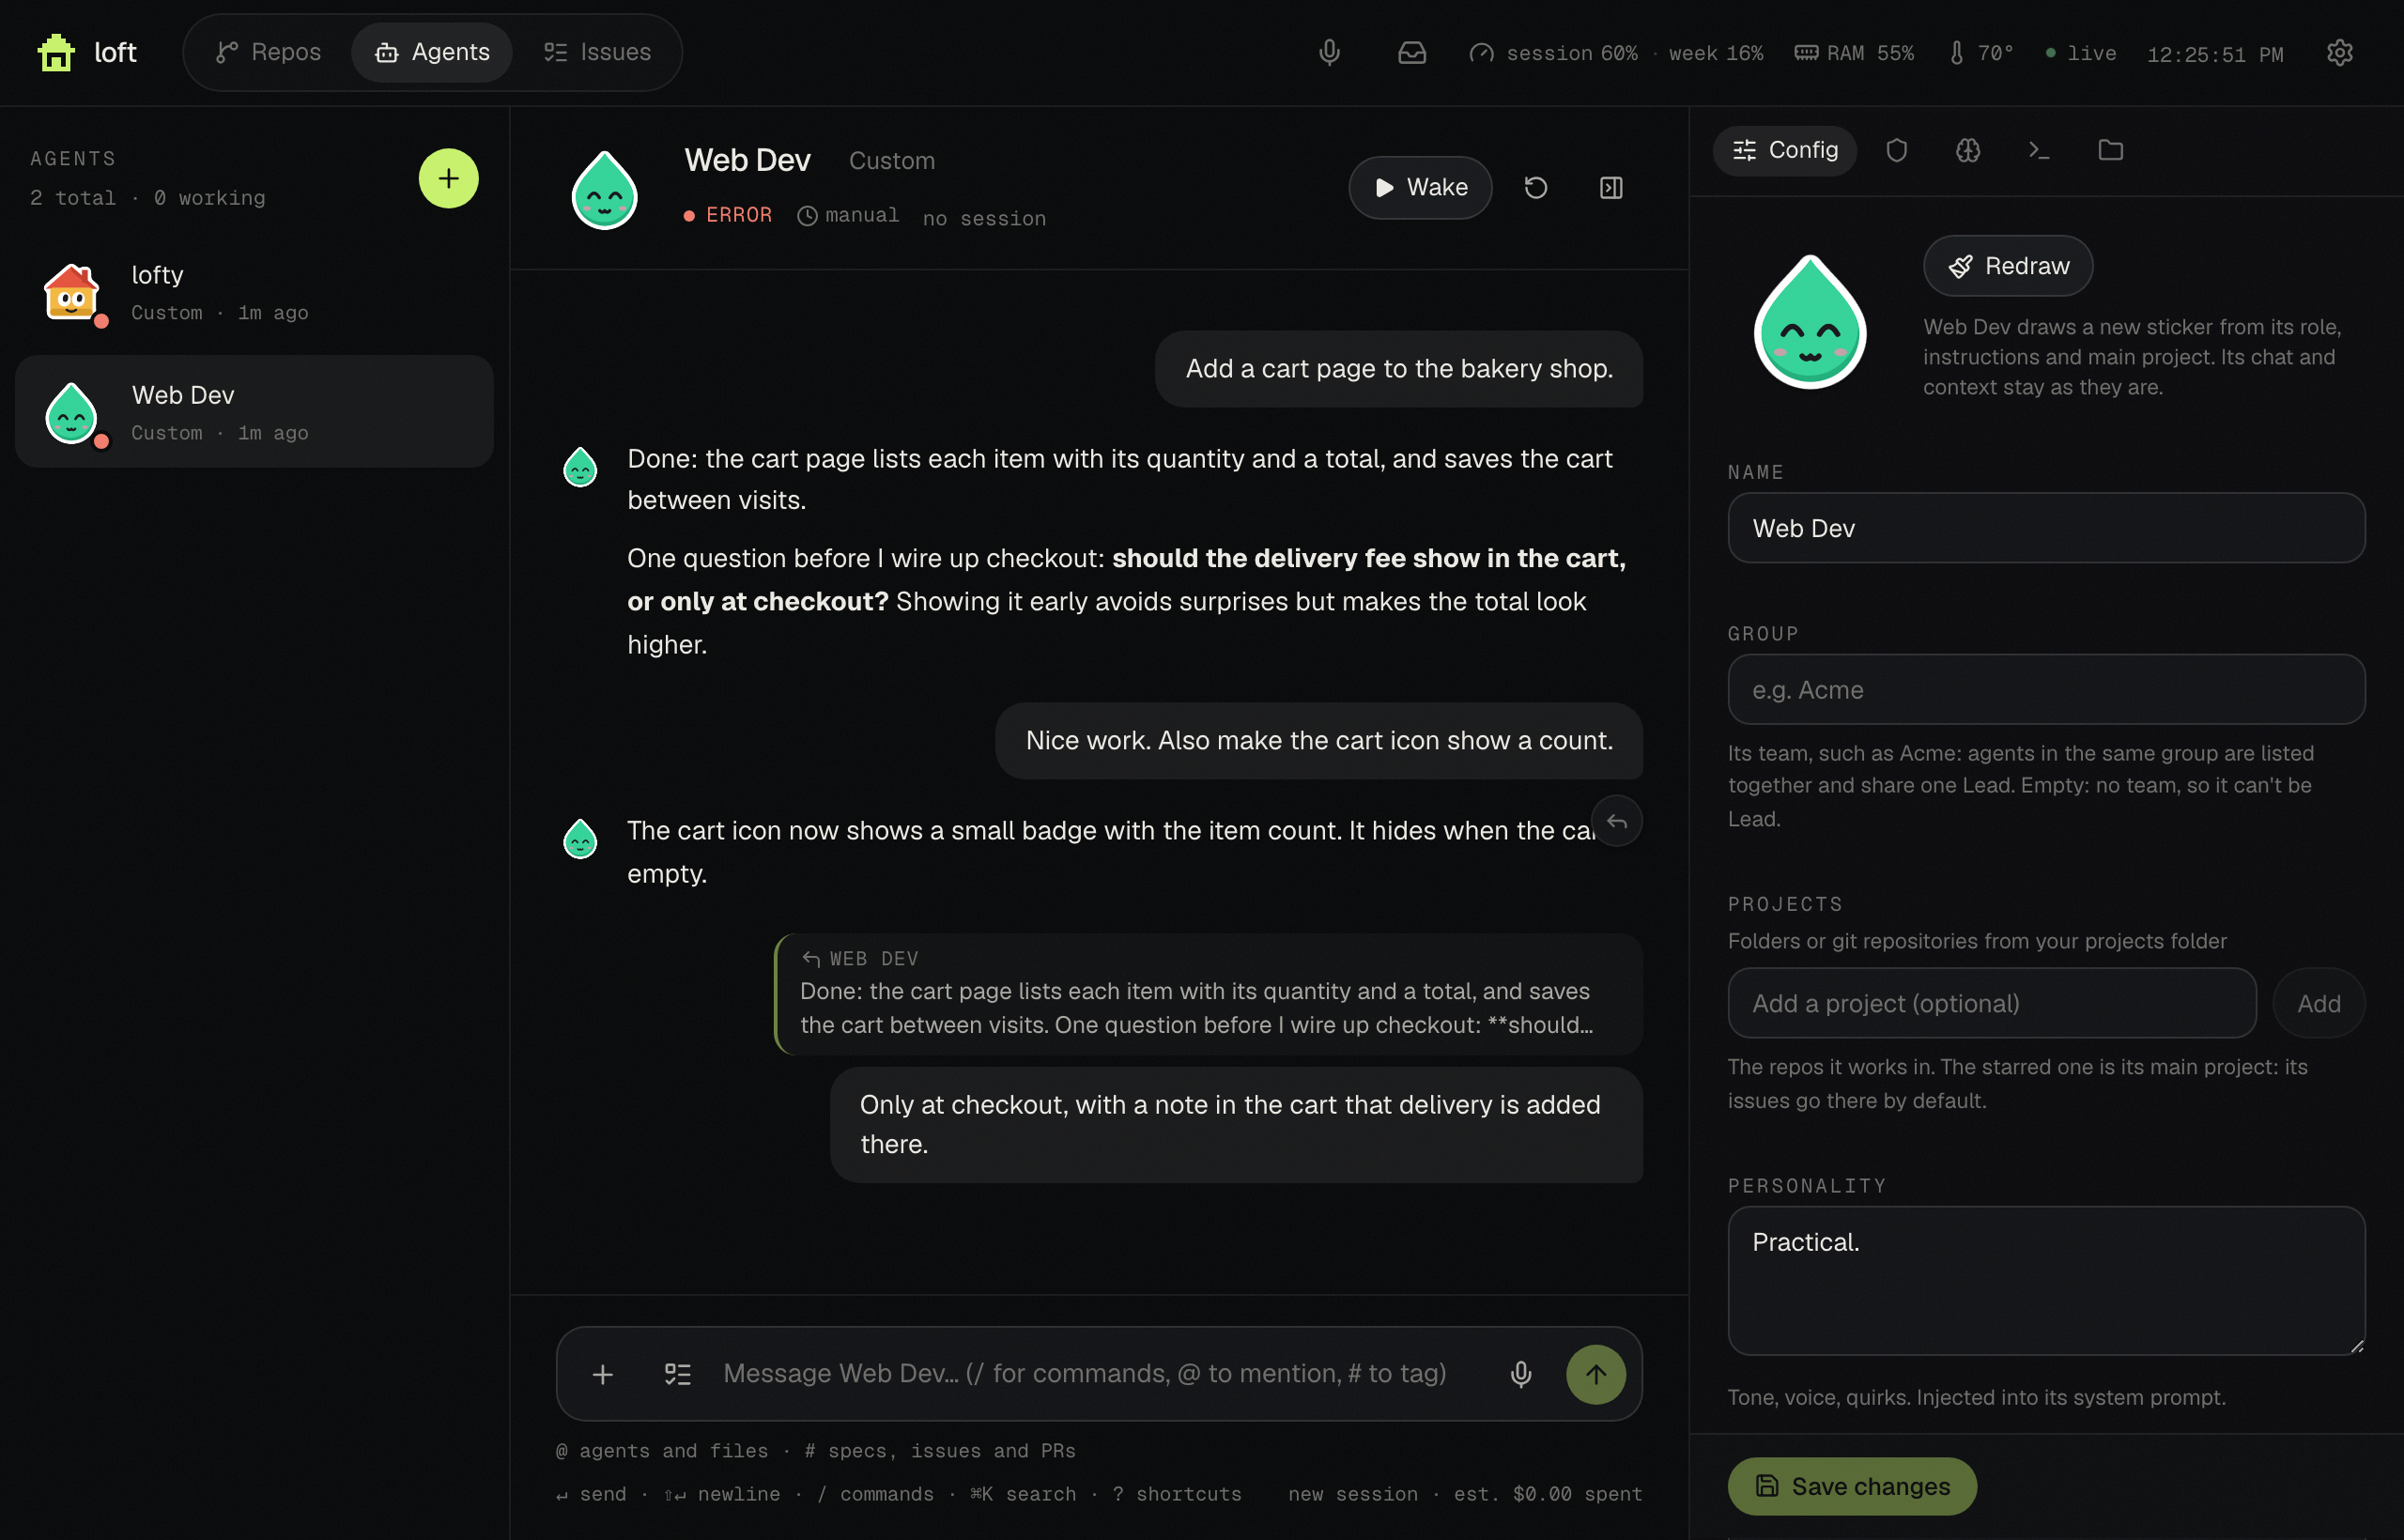 loft
Repos
Agents
Issues
session 60% · week 16%
RAM 55%
70°
live
12:25:51 PM
AGENTS
2 total · 0 working
lofty
Custom · 1m ago
Web Dev
Custom · 1m ago
Web Dev Custom
ERROR manual no session
Wake
Add a cart page to the bakery shop.
Done: the cart page lists each item with its quantity and a total, and saves the cart
between visits.
One question before I wire up checkout: should the delivery fee show in the cart,
or only at checkout? Showing it early avoids surprises but makes the total look
higher.
Nice work. Also make the cart icon show a count.
The cart icon now shows a small badge with the item count. It hides when the
empty.
WEB DEV
Done: the cart page lists each item with its quantity and a total, and saves
the cart between visits. One question before I wire up checkout: **should...
Only at checkout, with a note in the cart that delivery is added
there.
Message Web Dev... (/ for commands, @ to mention, # to tag)
@ agents and files · # specs, issues and PRs
↵ send · ⇧↵ newline · / commands · ⌘K search · ? shortcuts
new session · est. $0.00 spent
Config
Redraw
Web Dev draws a new sticker from its role,
instructions and main project. Its chat and
context stay as they are.
NAME
Web Dev
GROUP
e.g. Acme
Its team, such as Acme: agents in the same group are listed
together and share one Lead. Empty: no team, so it can't be
Lead.
PROJECTS
Folders or git repositories from your projects folder
Add a project (optional)
Add
The repos it works in. The starred one is its main project: its
issues go there by default.
PERSONALITY
Practical.
Tone, voice, quirks. Injected into its system prompt.
Save changes